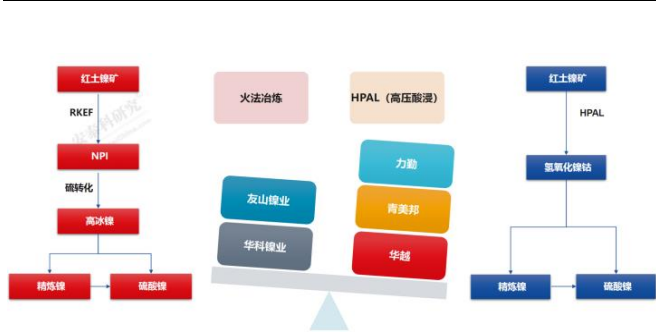 红土镍矿
RKEF
NPI
硫转化
高冰镍
精炼镍
硫酸镍
火法冶炼
HPAL（高压酸浸）
力勤
友山镍业
青美邦
华科镍业
华越
红土镍矿
HPAL
氢氧化镍钴
精炼镍
硫酸镍